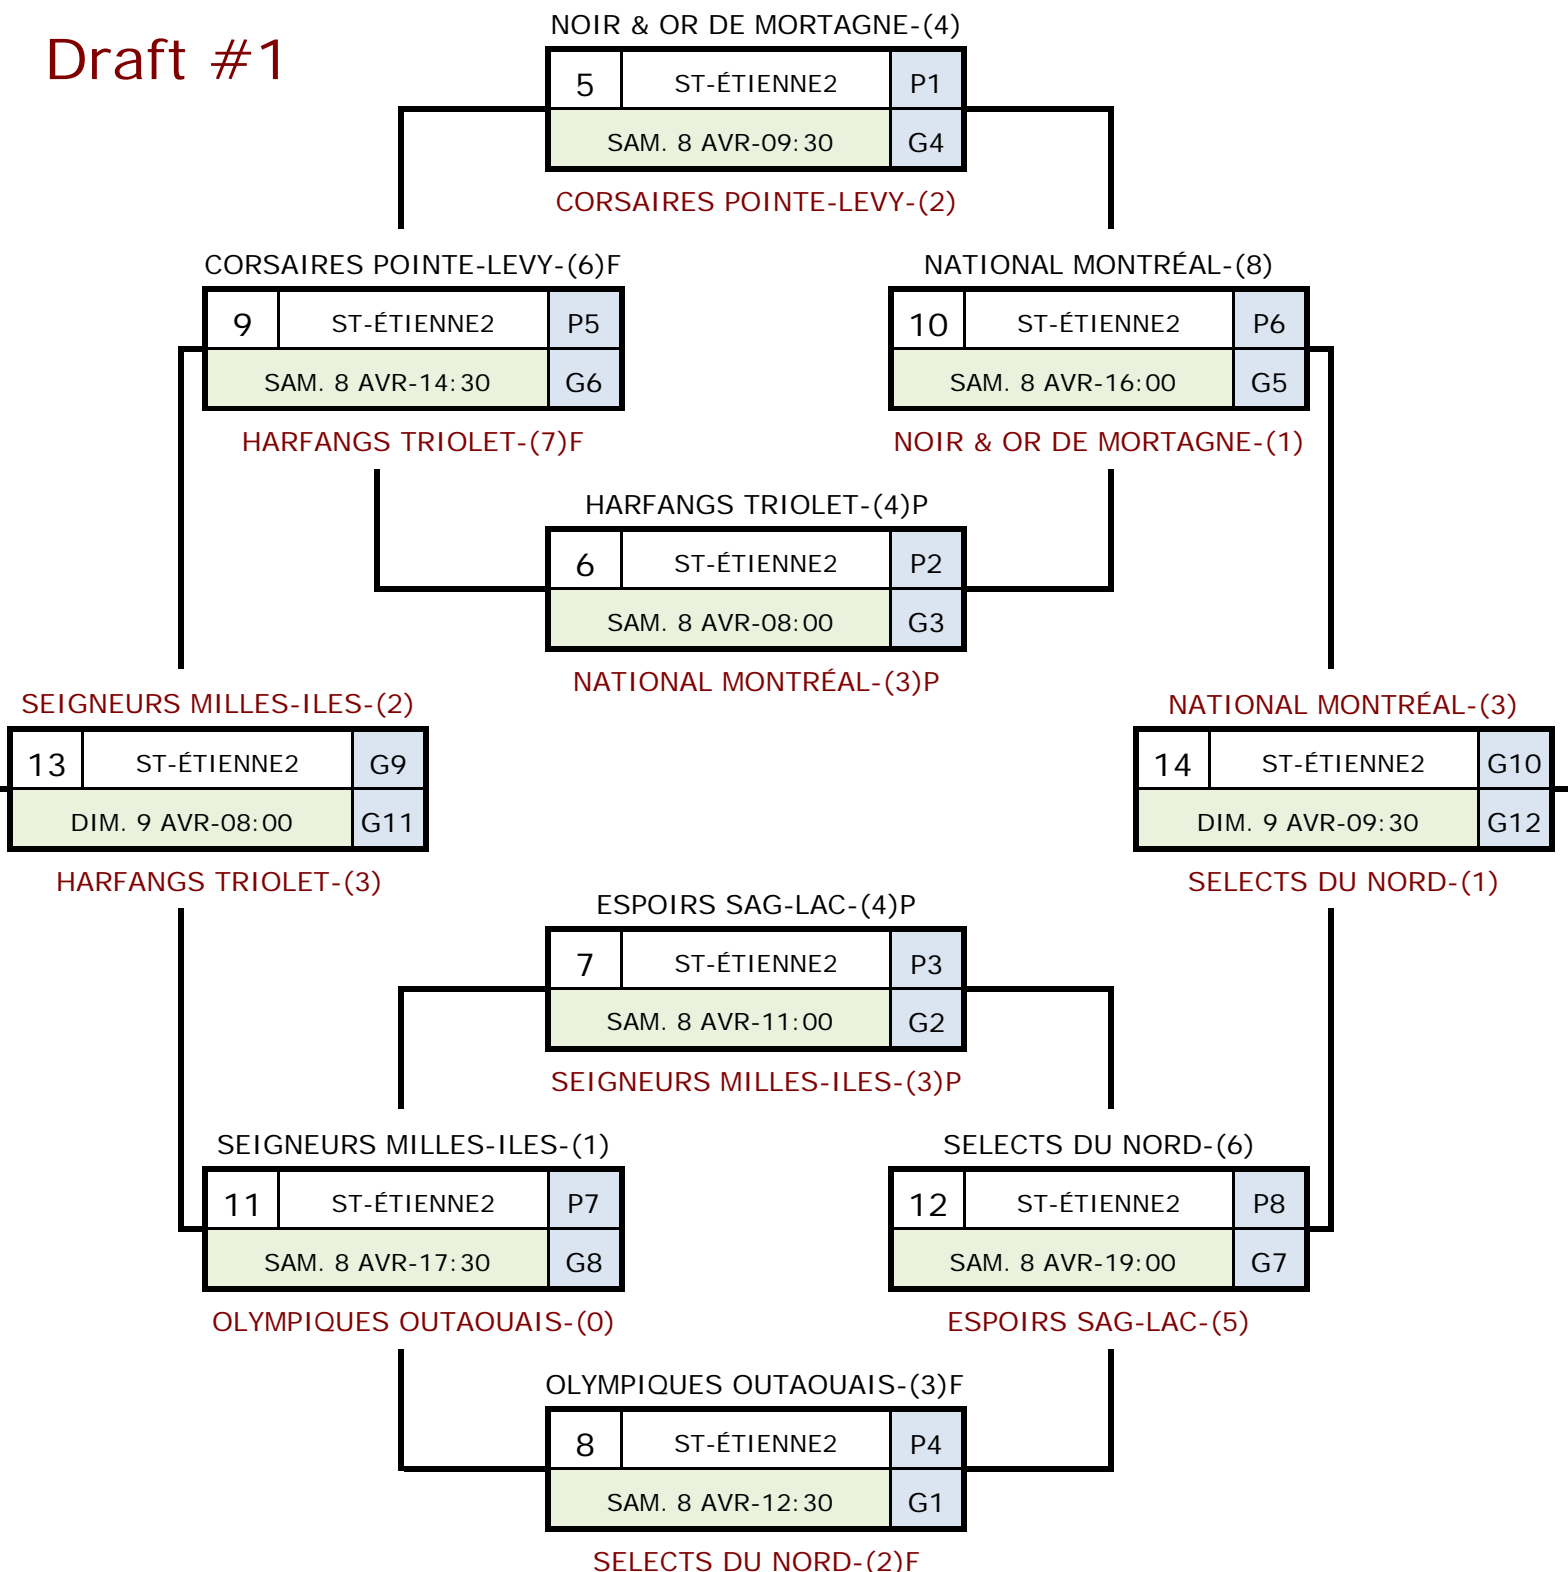 Draft #1
NOIR & OR DE MORTAGNE-(4)
5 ST-ÉTIENNE2 P1
SAM. 8 AVR-09:30 G4
CORSAIRES POINTE-LEVY-(2)
CORSAIRES POINTE-LEVY-(6)F
9 ST-ÉTIENNE2 P5
SAM. 8 AVR-14:30 G6
HARFANGS TRIOLET-(7)F
NATIONAL MONTRÉAL-(8)
10 ST-ÉTIENNE2 P6
SAM. 8 AVR-16:00 G5
NOIR & OR DE MORTAGNE-(1)
HARFANGS TRIOLET-(4)P
6 ST-ÉTIENNE2 P2
SAM. 8 AVR-08:00 G3
NATIONAL MONTRÉAL-(3)P
SEIGNEURS MILLES-ILES-(2)
13 ST-ÉTIENNE2 G9
DIM. 9 AVR-08:00 G11
HARFANGS TRIOLET-(3)
NATIONAL MONTRÉAL-(3)
14 ST-ÉTIENNE2 G10
DIM. 9 AVR-09:30 G12
SELECTS DU NORD-(1)
ESPOIRS SAG-LAC-(4)P
7 ST-ÉTIENNE2 P3
SAM. 8 AVR-11:00 G2
SEIGNEURS MILLES-ILES-(3)P
SEIGNEURS MILLES-ILES-(1)
11 ST-ÉTIENNE2 P7
SAM. 8 AVR-17:30 G8
OLYMPIQUES OUTAOUAIS-(0)
SELECTS DU NORD-(6)
12 ST-ÉTIENNE2 P8
SAM. 8 AVR-19:00 G7
ESPOIRS SAG-LAC-(5)
OLYMPIQUES OUTAOUAIS-(3)F
8 ST-ÉTIENNE2 P4
SAM. 8 AVR-12:30 G1
SELECTS DU NORD-(2)F